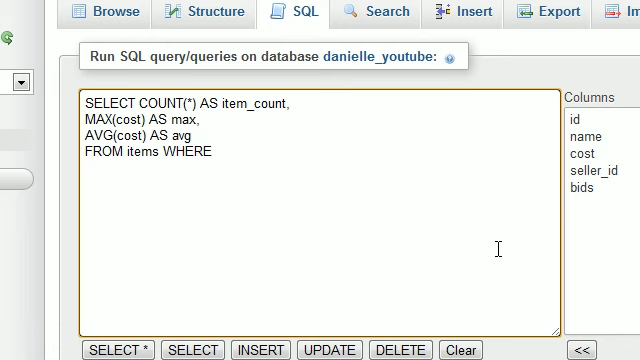 Browse Structure SQL Search Insert Export
Run SQL query/queries on database danielle_youtube:
SELECT COUNT(*) AS item_count,
MAX(cost) AS max,
AVG(cost) AS avg
FROM items WHERE
Columns
id
name
cost
seller_id
bids
SELECT * SELECT INSERT UPDATE DELETE Clear <<